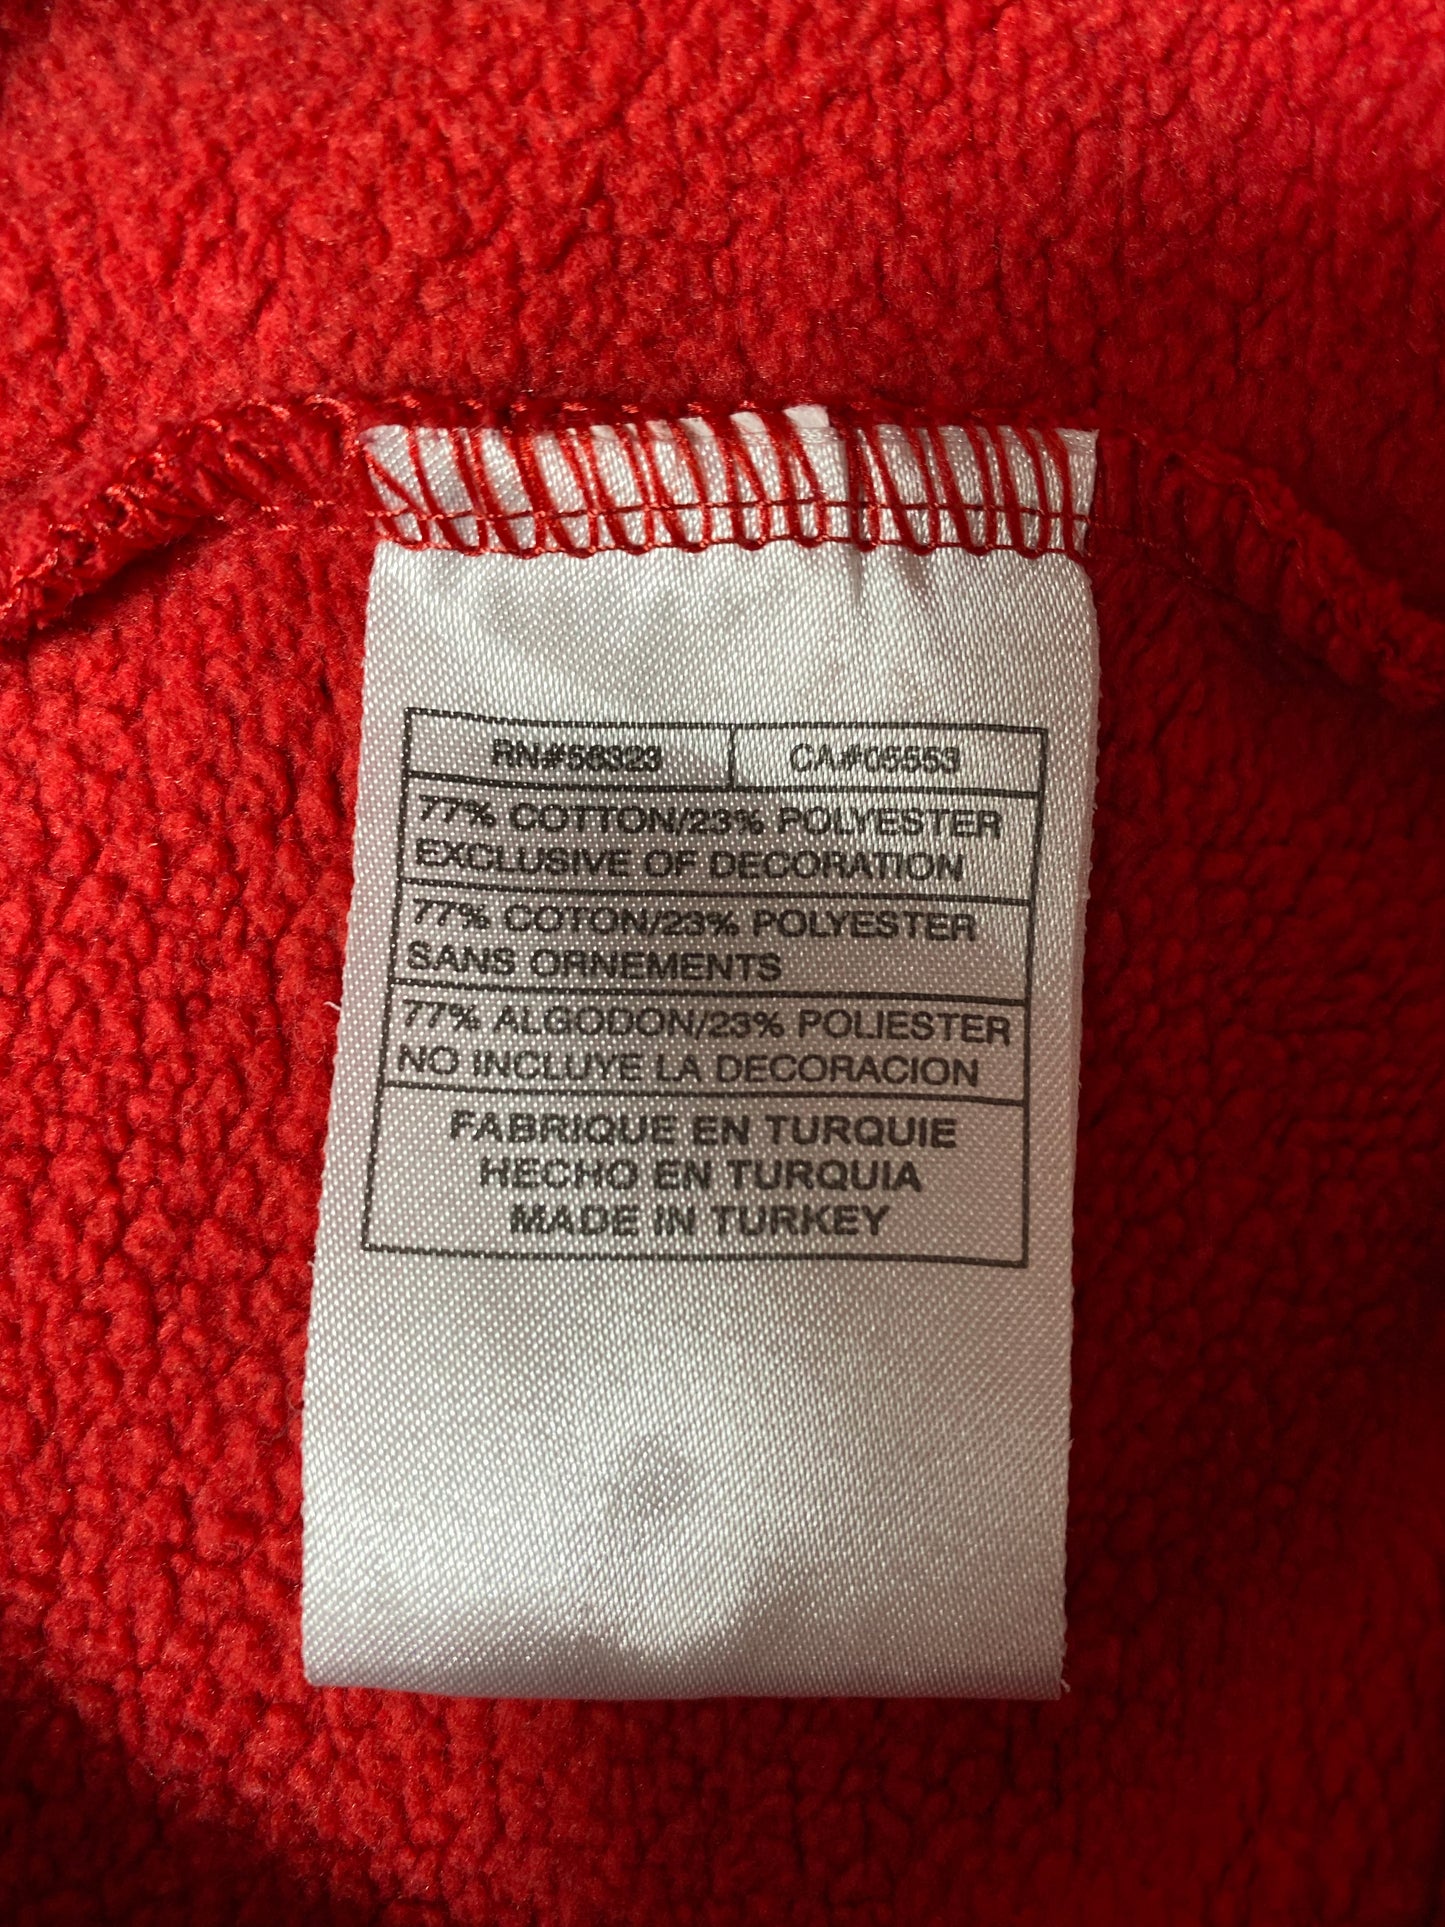 RN#56323 CA#05553
77% COTTON/23% POLYESTER
EXCLUSIVE OF DECORATION
77% COTON/23% POLYESTER
SANS ORNEMENTS
77% ALGODON/23% POLIESTER
NO INCLUYE LA DECORACION
FABRIQUE EN TURQUIE
HECHO EN TURQUIA
MADE IN TURKEY